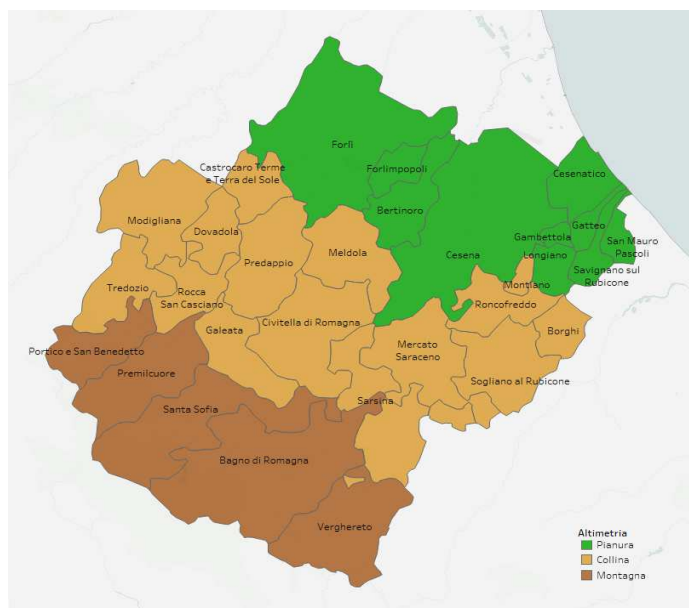 Forlì
Castrocaro Terme
e Terra del Sole
Forlimpopoli
Cesenatico
Bertinoro
Modigliana
Dovadola
Gatteo
Gambettola
San Mauro
Pascoli
Meldola
Cesena
Longiano
Predappio
Savignano sul
Rubicone
Tredozio
Rocca
San Casciano
Montiano
Roncofreddo
Galeata
Civitella di Romagna
Borghi
Mercato
Saraceno
Portico e San Benedetto
Premilcuore
Sogliano al Rubicone
Santa Sofia
Sarsina
Bagno di Romagna
Verghereto
Altimetria
Pianura
Collina
Montagna